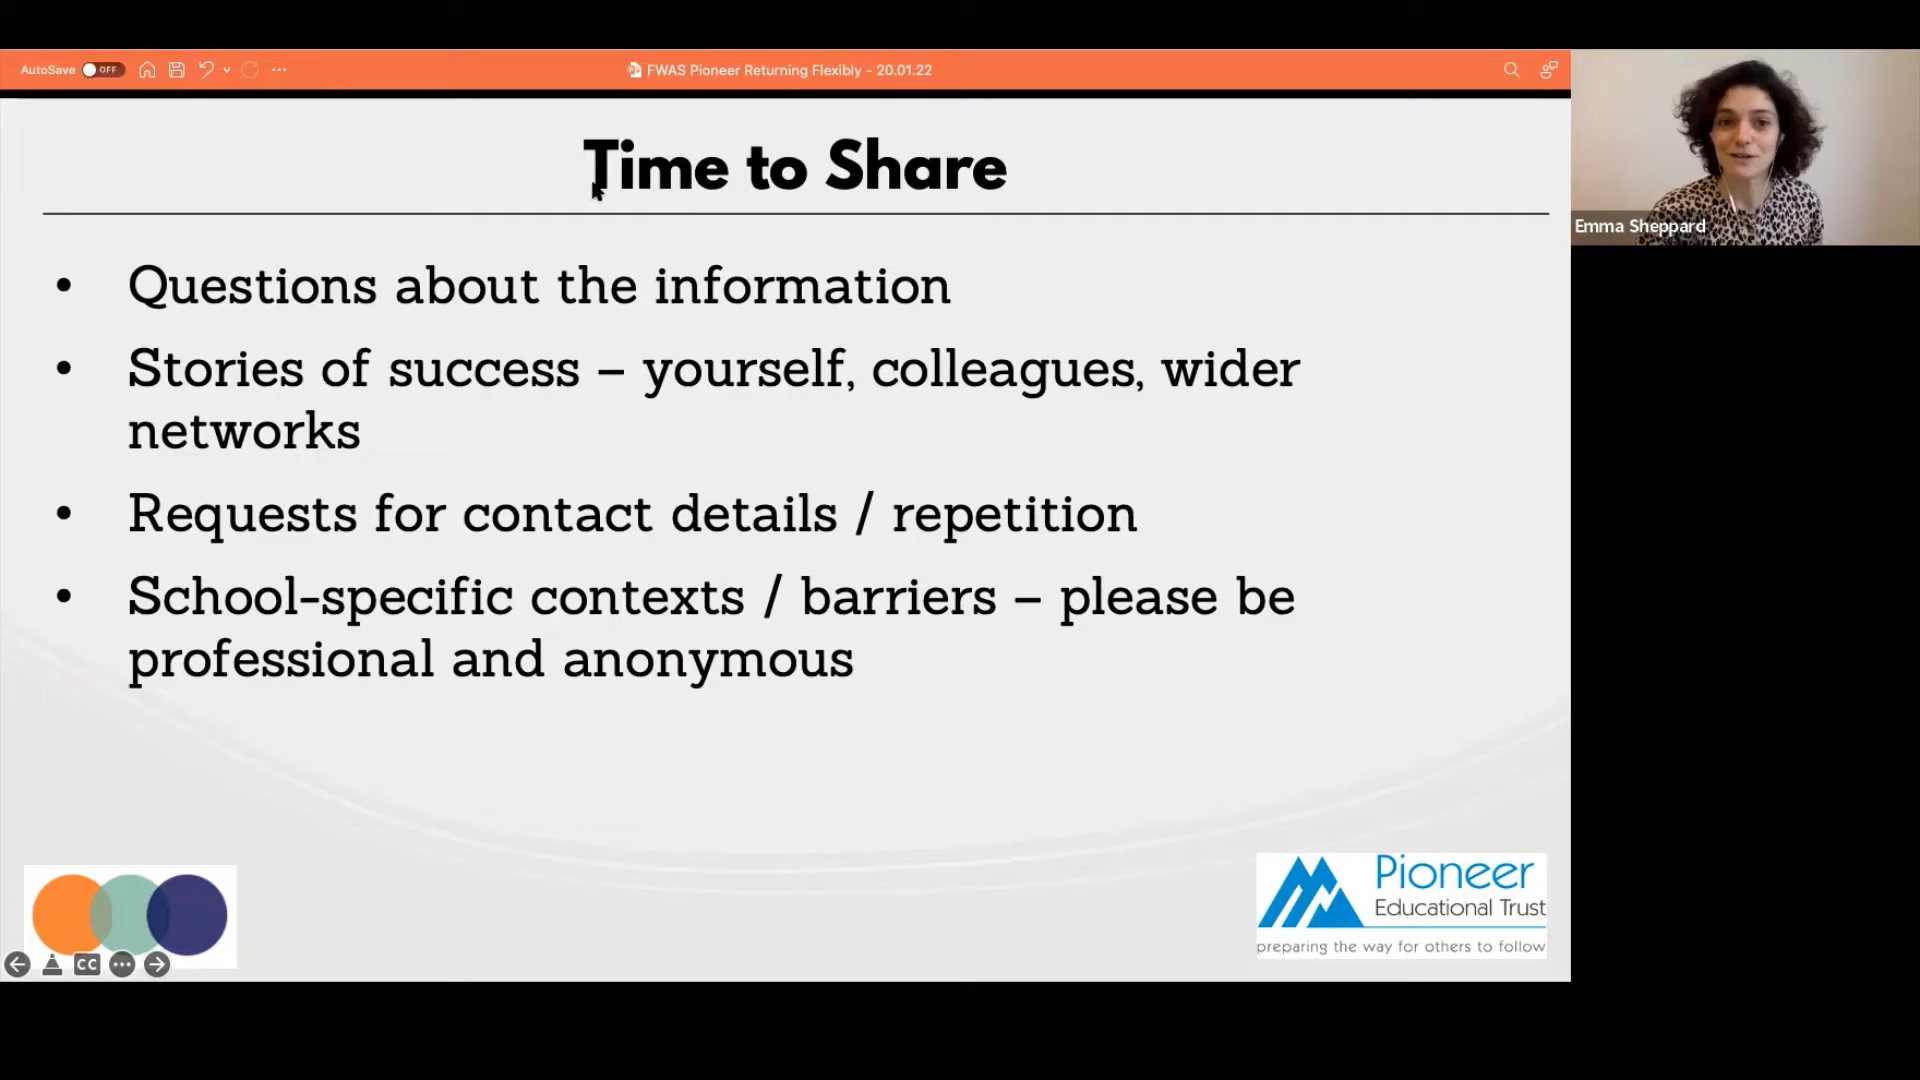 AutoSave OFF
FWAS Pioneer Returning Flexibly - 20.01.22
Time to Share
Emma Sheppard
• Questions about the information
• Stories of success – yourself, colleagues, wider
networks
• Requests for contact details / repetition
• School-specific contexts / barriers – please be
professional and anonymous
Pioneer
Educational Trust
preparing the way for others to follow
CC